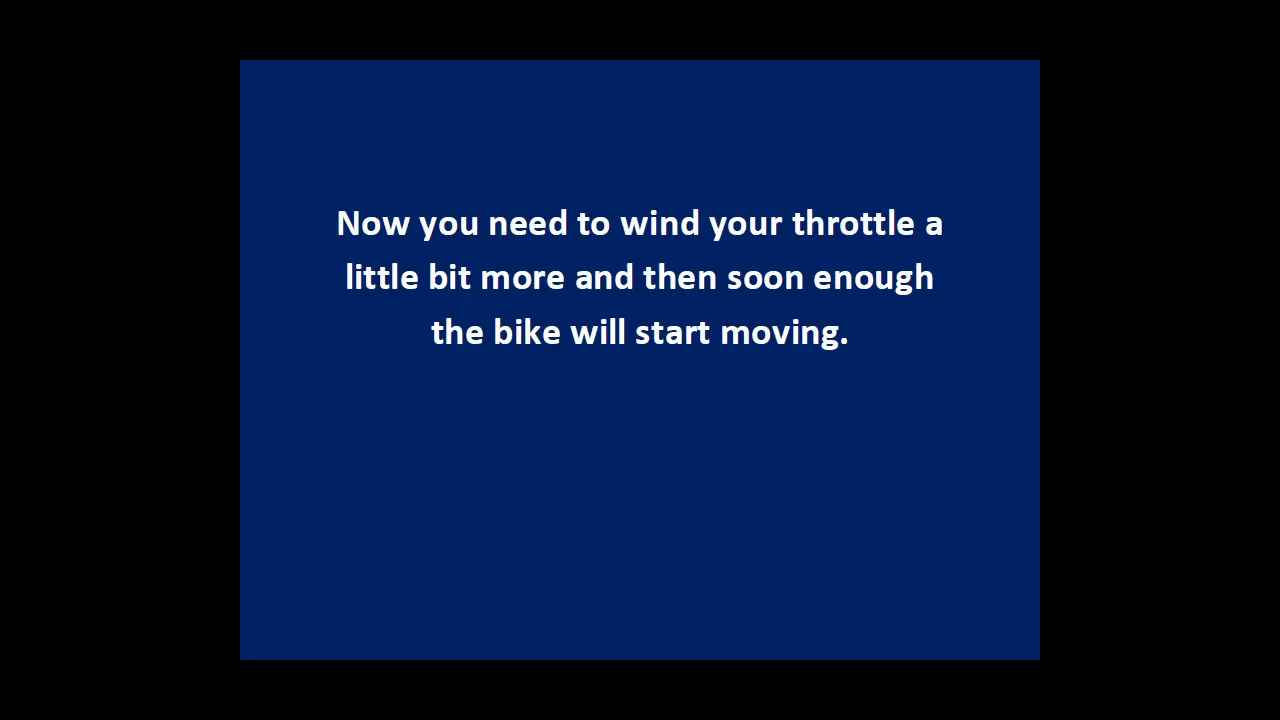 Now you need to wind your throttle a
little bit more and then soon enough
the bike will start moving.